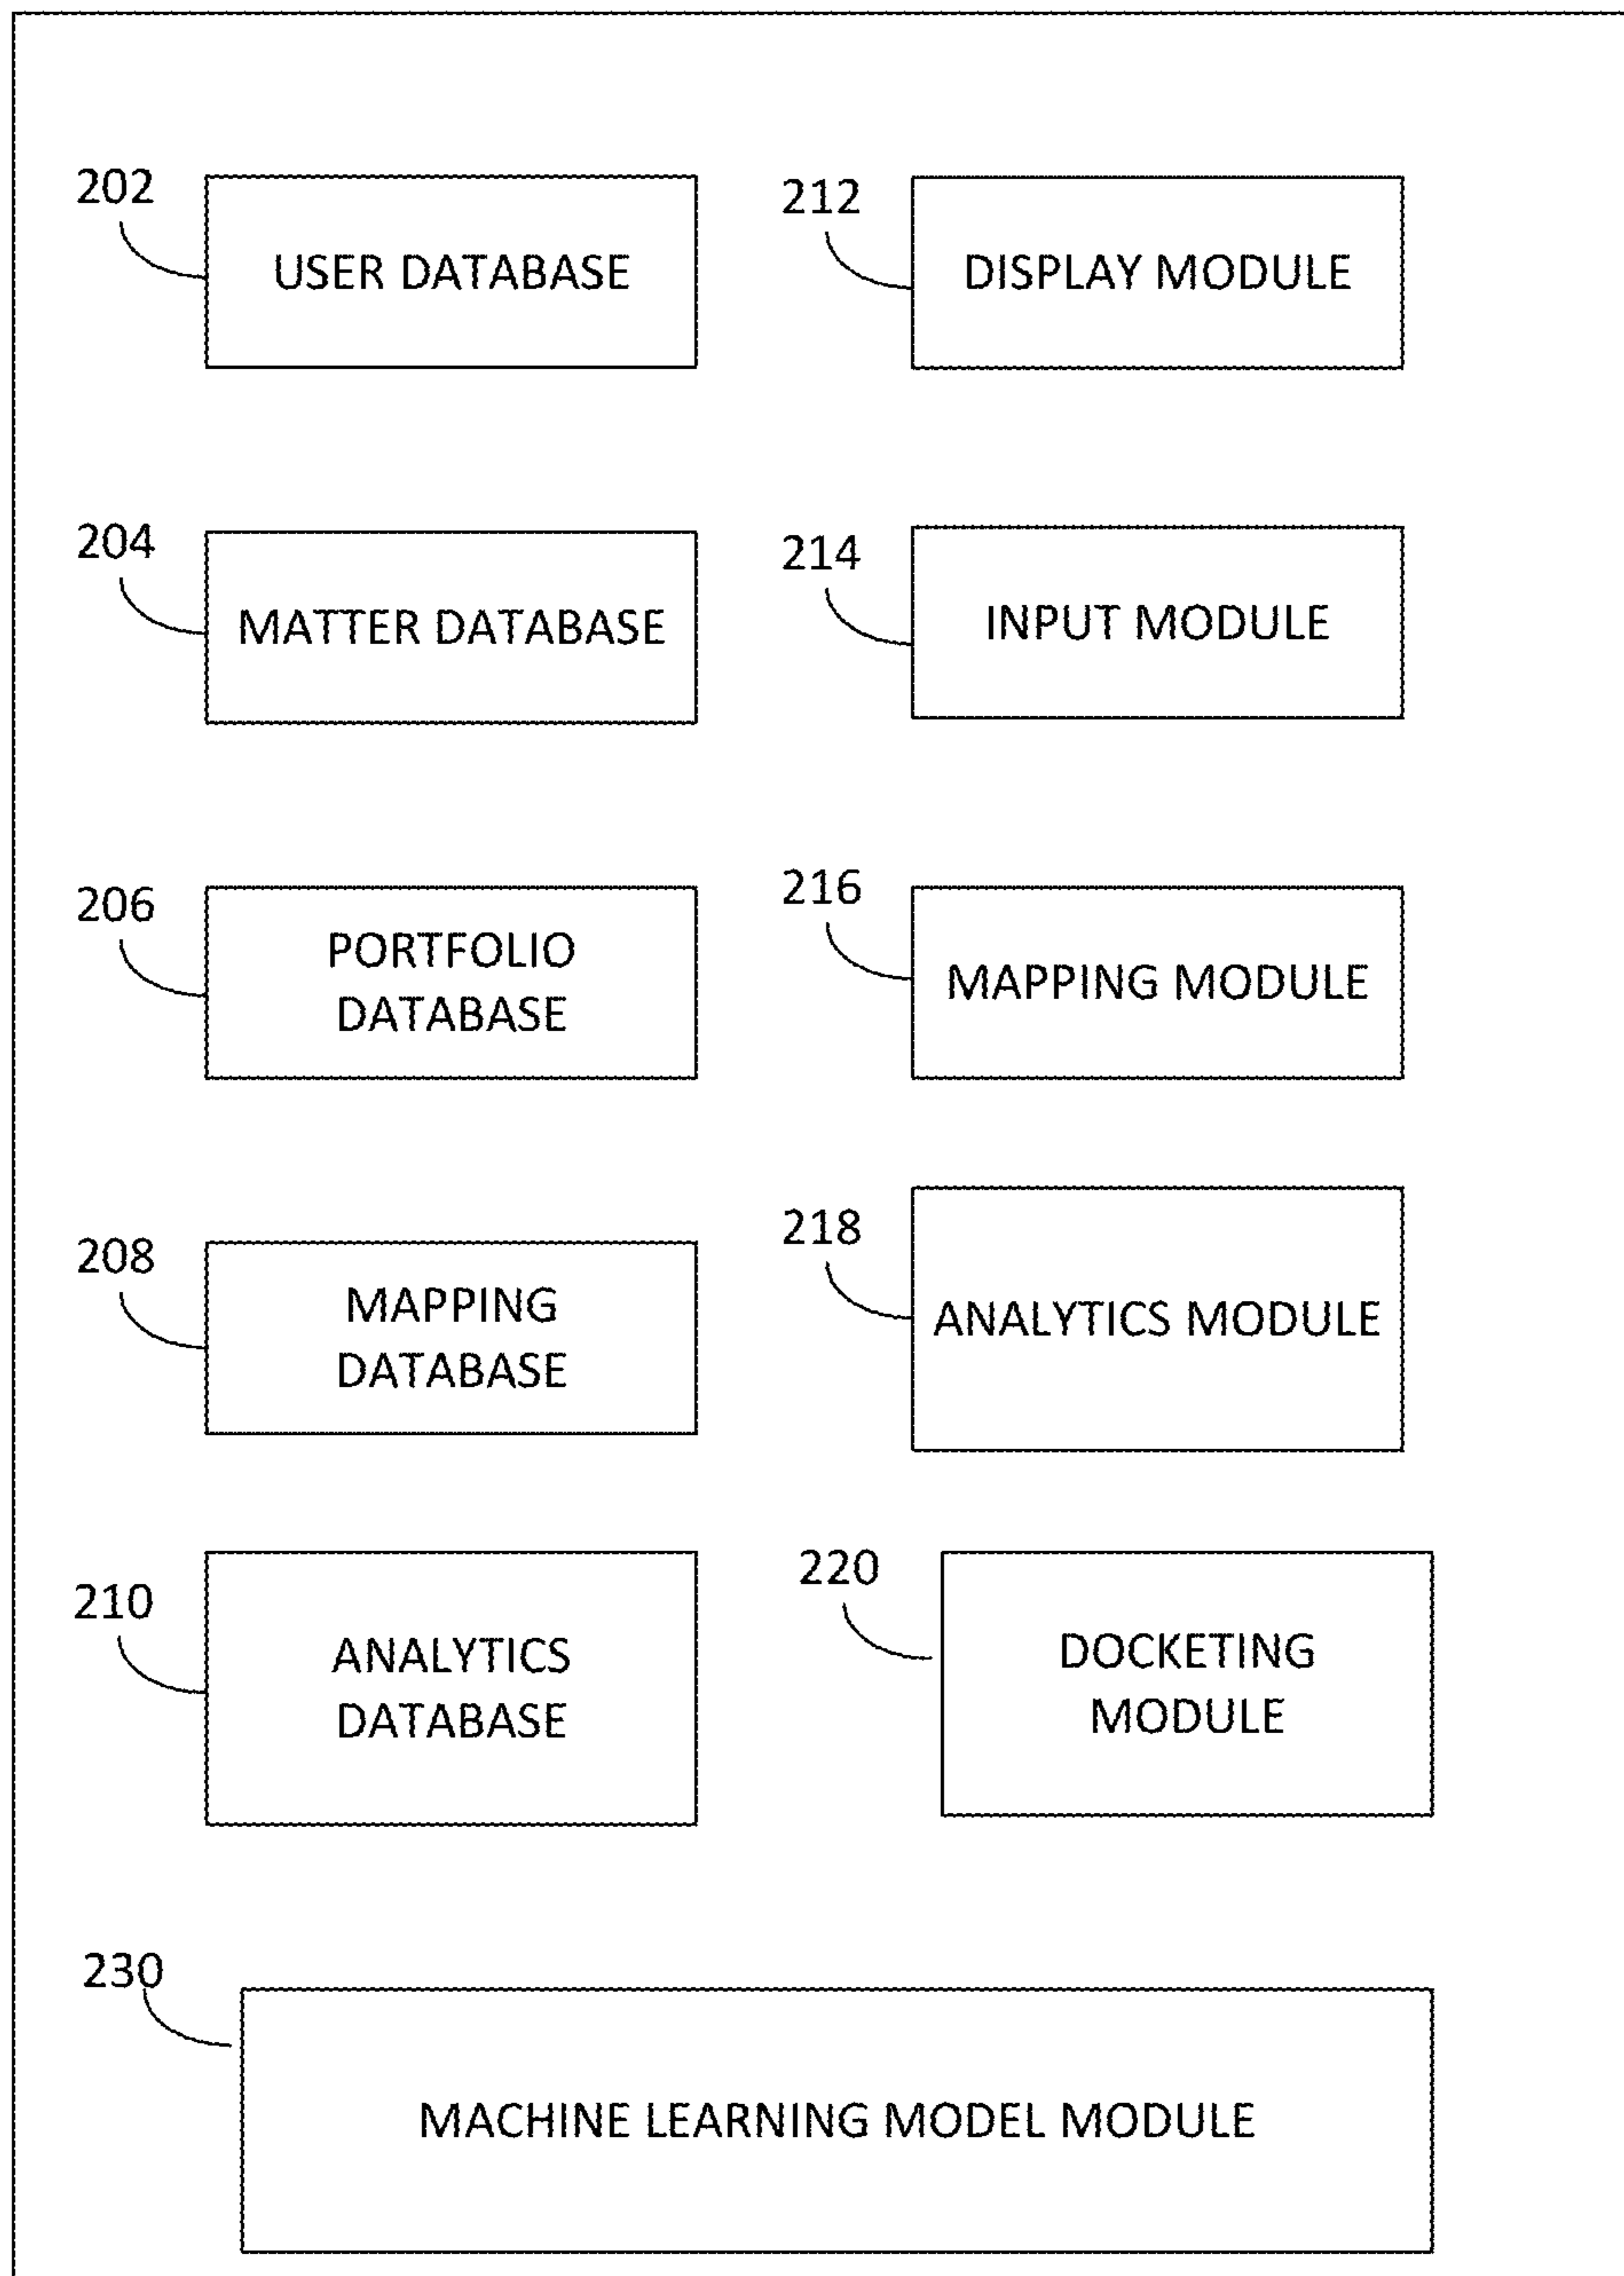 202
USER DATABASE
212
DISPLAY MODULE
204
MATTER DATABASE
214
INPUT MODULE
206
PORTFOLIO
DATABASE
216
MAPPING MODULE
208
MAPPING
DATABASE
218
ANALYTICS MODULE
210
ANALYTICS
DATABASE
220
DOCKETING
MODULE
230
MACHINE LEARNING MODEL MODULE